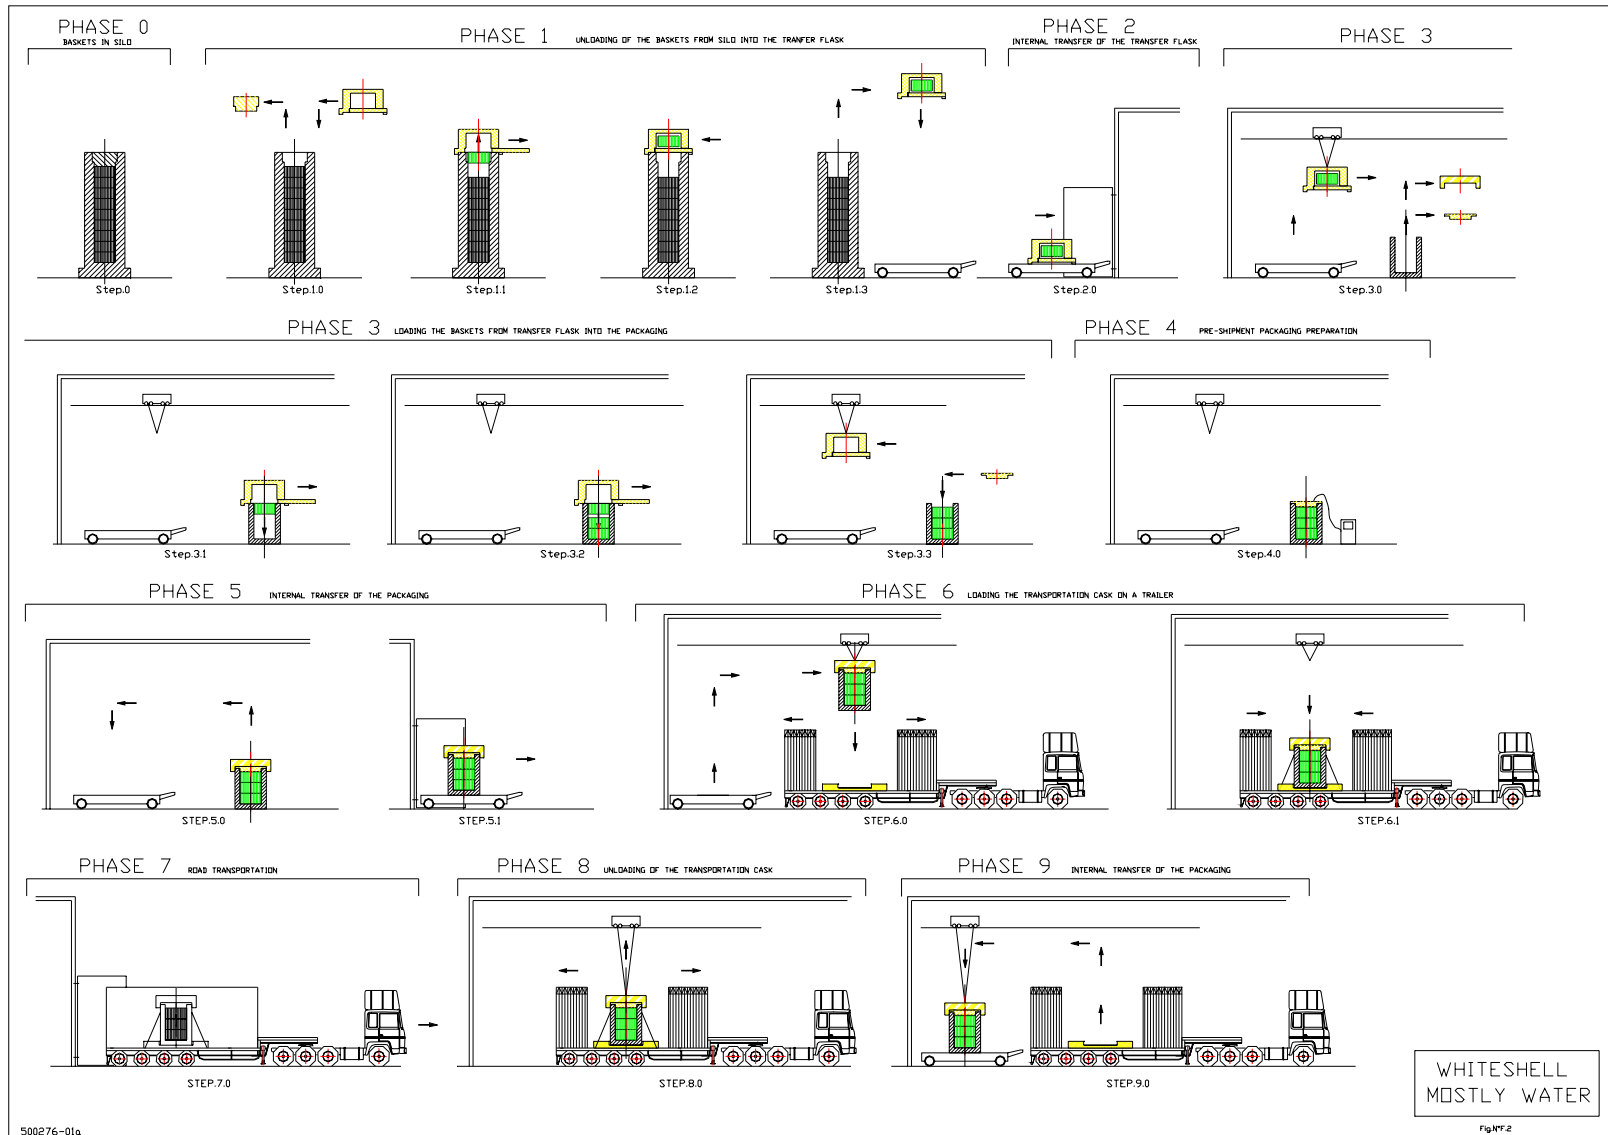 PHASE 0
BASKETS IN SILO
PHASE 1 UNLOADING OF THE BASKETS FROM SILO INTO THE TRANFER FLASK
PHASE 2
INTERNAL TRANSFER OF THE TRANSFER FLASK
PHASE 3
Step.0
Step.1.0
Step.1.1
Step.1.2
Step.1.3
Step.2.0
Step.3.0
PHASE 3 LOADING THE BASKETS FROM TRANSFER FLASK INTO THE PACKAGING
PHASE 4 PRE-SHIPMENT PACKAGING PREPARATION
Step.3.1
Step.3.2
Step.3.3
Step.4.0
PHASE 5 INTERNAL TRANSFER OF THE PACKAGING
PHASE 6 LOADING THE TRANSPORTATION CASK ON A TRAILER
STEP.5.0
STEP.5.1
STEP.6.0
STEP.6.1
PHASE 7 ROAD TRANSPORTATION
PHASE 8 UNLOADING OF THE TRANSPORTATION CASK
PHASE 9 INTERNAL TRANSFER OF THE PACKAGING
STEP.7.0
STEP.8.0
STEP.9.0
WHITESHELL
MOSTLY WATER
500276-01a
Fig.N°F.2